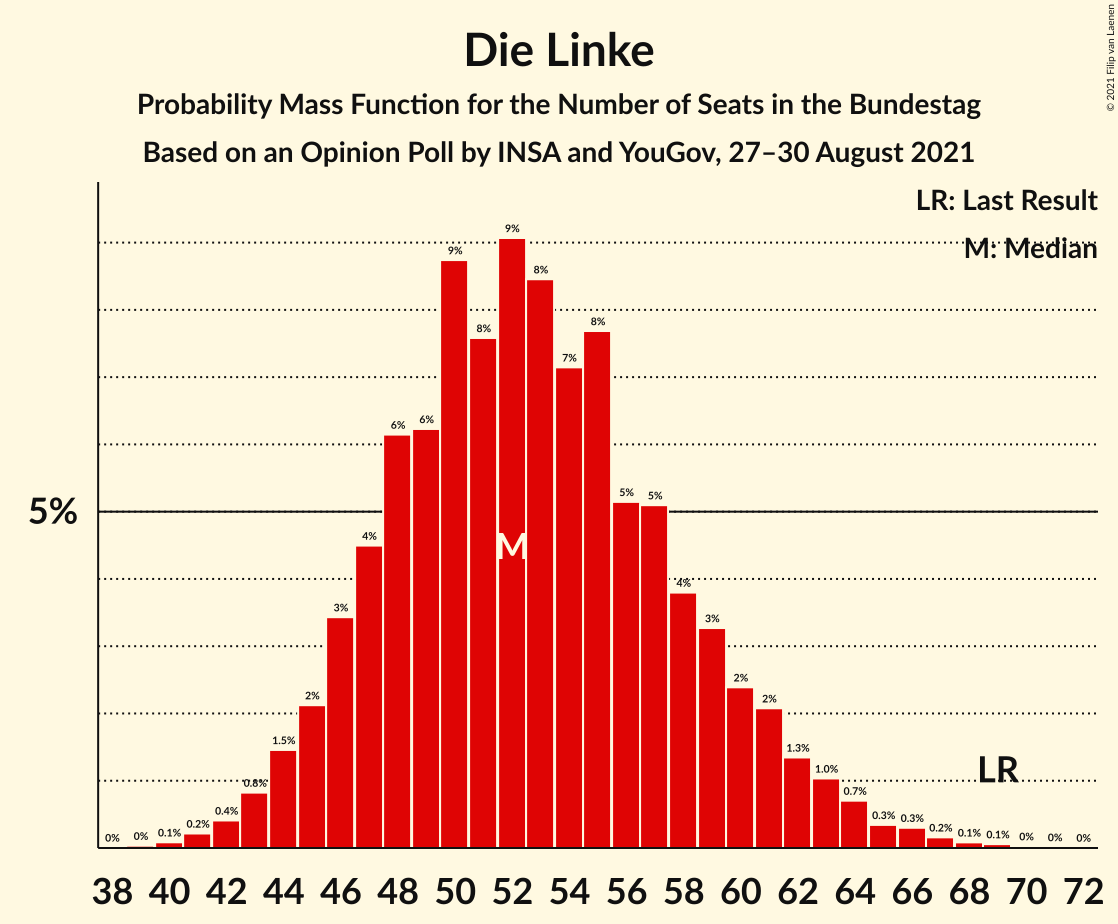 Die Linke
Probability Mass Function for the Number of Seats in the Bundestag
Based on an Opinion Poll by INSA and YouGov, 27–30 August 2021
© 2021 Filip van Laenen
LR: Last Result
M: Median
5%
0% 0% 0.1% 0.2% 0.4% 0.8% 1.5% 2% 3% 4% 6% 6% 9% 8% 9% 8% 7% 8% 5% 5% 4% 3% 2% 2% 1.3% 1.0% 0.7% 0.3% 0.3% 0.2% 0.1% 0.1% 0% 0% 0%
M
LR
38 40 42 44 46 48 50 52 54 56 58 60 62 64 66 68 70 72